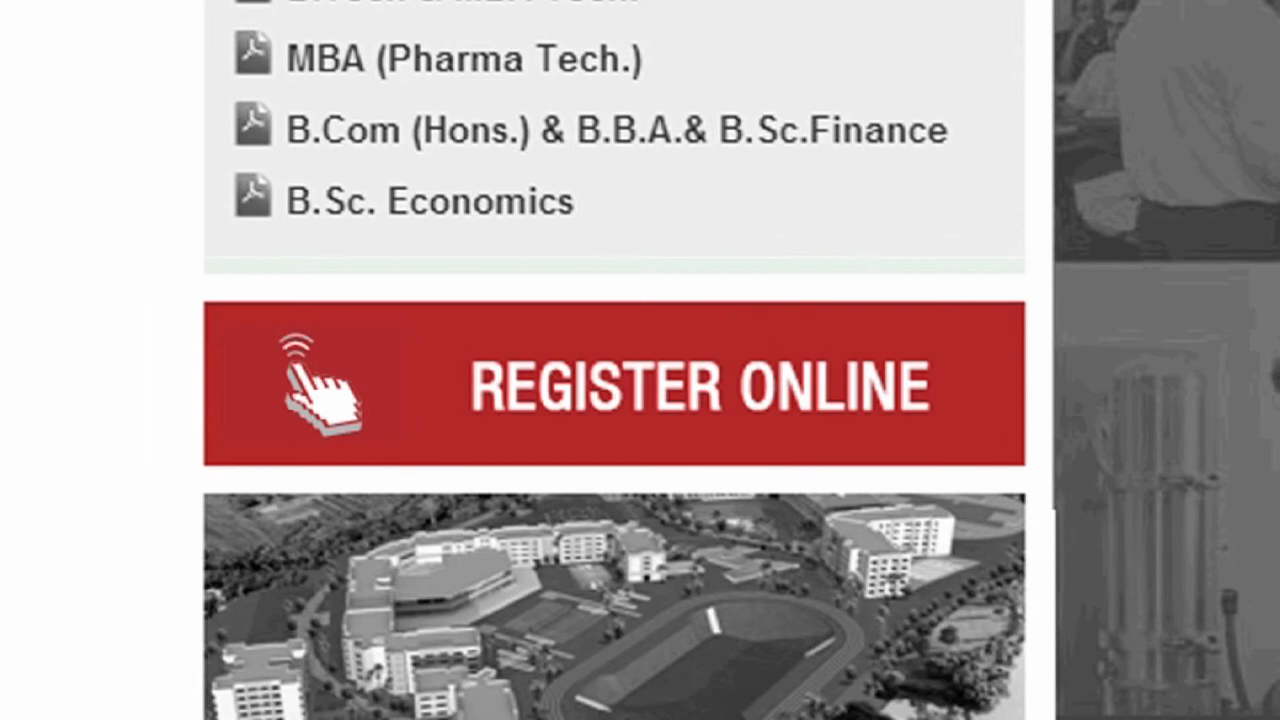 MBA (Pharma Tech.)
B.Com (Hons.) & B.B.A.& B.Sc.Finance
B.Sc. Economics
REGISTER ONLINE